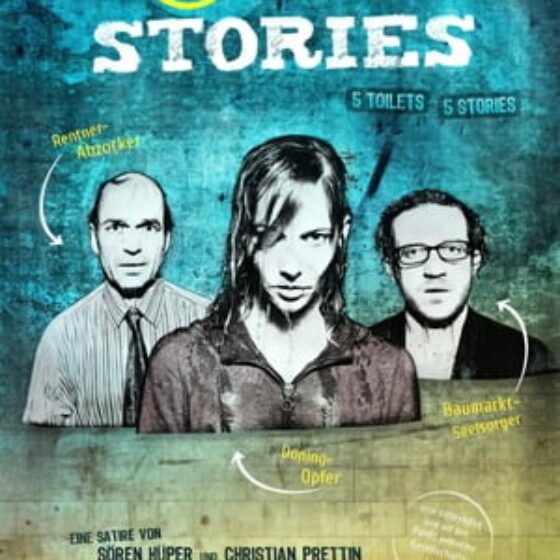 STORIES
5 TOILETS 5 STORIES
Rentner-
Abzocker
Baumarkt-
Seelsorger
Doping-
Opfer
EINE SATIRE VON
SÖREN HÜPER UND CHRISTIAN PRETTIN